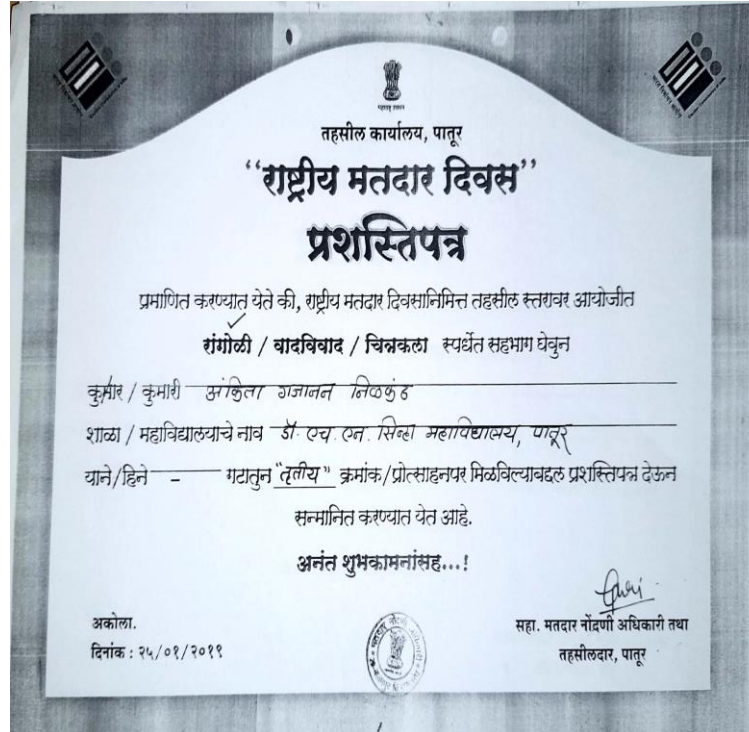 महाराष्ट्र शासन
तहसील कार्यालय, पातूर
“राष्ट्रीय मतदार दिवस”
प्रशस्तिपत्र
प्रमाणित करण्यात येते की, राष्ट्रीय मतदार दिवसानिमित्त तहसील स्तरावर आयोजीत
रांगोळी / वादविवाद / चित्रकला स्पर्धेत सहभाग घेवुन
कुमार / कुमारी अंकिता गजानन निळकंठ
शाळा / महाविद्यालयाचे नाव डॉ. एच. एन. सिन्हा महाविद्यालय, पातूर
याने/हिने - गटातुन "तृतीय" क्रमांक/प्रोत्साहनपर मिळविल्याबद्दल प्रशस्तिपत्र देऊन
सन्मानित करण्यात येत आहे.
अनंत शुभकामनांसह...!
अकोला.
दिनांक : २५/०१/२०१९
सहा. मतदार नोंदणी अधिकारी तथा
तहसीलदार, पातूर